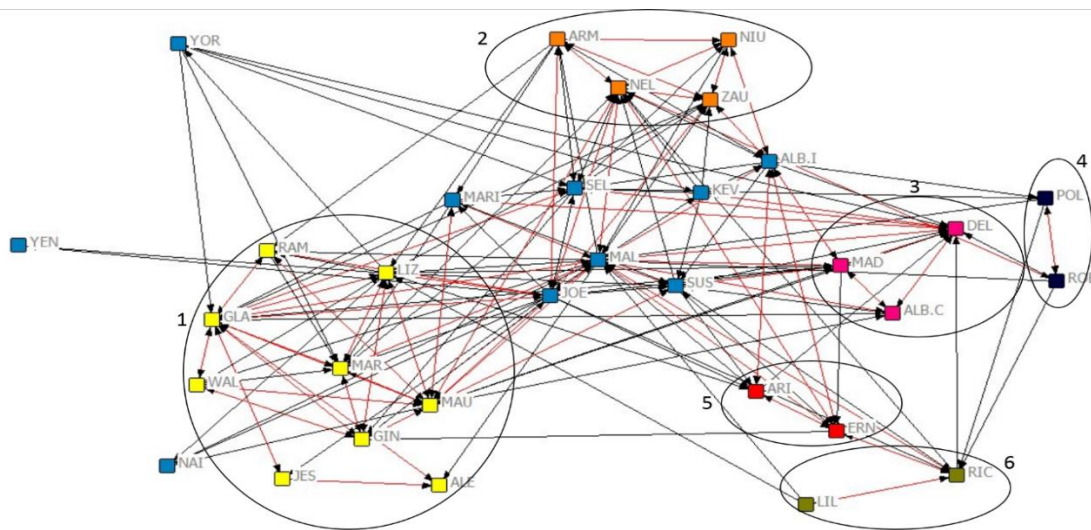 YOR
2
ARM
NIU
NEL
ZAU
ALB.I
4
SEL
KEV
3
POL
MARI
DEL
YEN
RAM
LIZ
MAL
MAD
JOE
SUS
1
GLA
ALB.C
MAR
WAL
MAU
5
ARI
GIN
ERN
NAI
JES
ALE
6
RIC
LIL